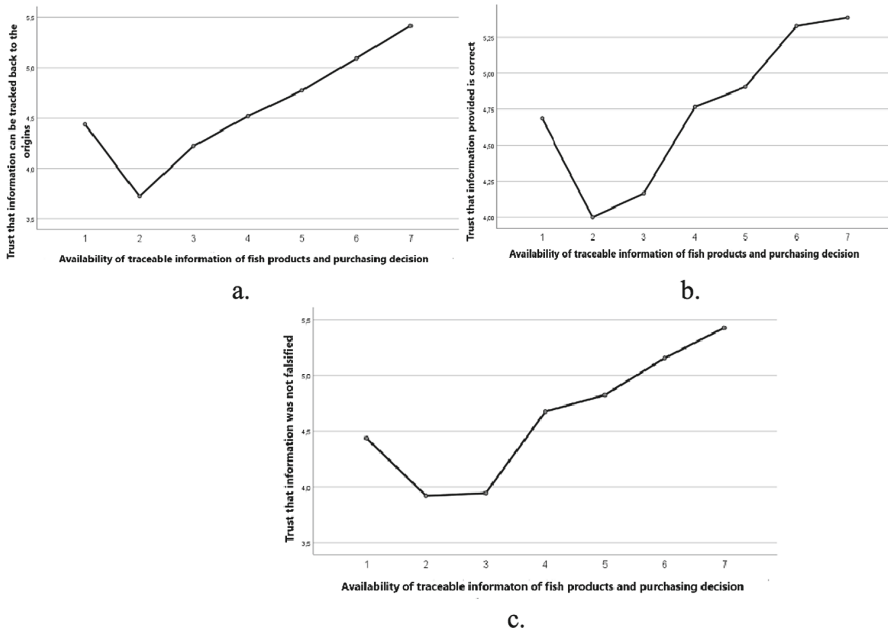 Trust that information can be tracked back to the
origins
5,5
5,0
4,5
4,0
3,5
1 2 3 4 5 6 7
Availability of traceable information of fish products and purchasing decision
a.
Trust that information provided is correct
5,25
5,00
4,75
4,50
4,25
4,00
1 2 3 4 5 6 7
Availability of traceable information of fish products and purchasing decision
b.
Trust that information was not falsified
5,5
5,0
4,5
4,0
3,5
1 2 3 4 5 6 7
Availability of traceable informaton of fish products and purchasing decision
c.